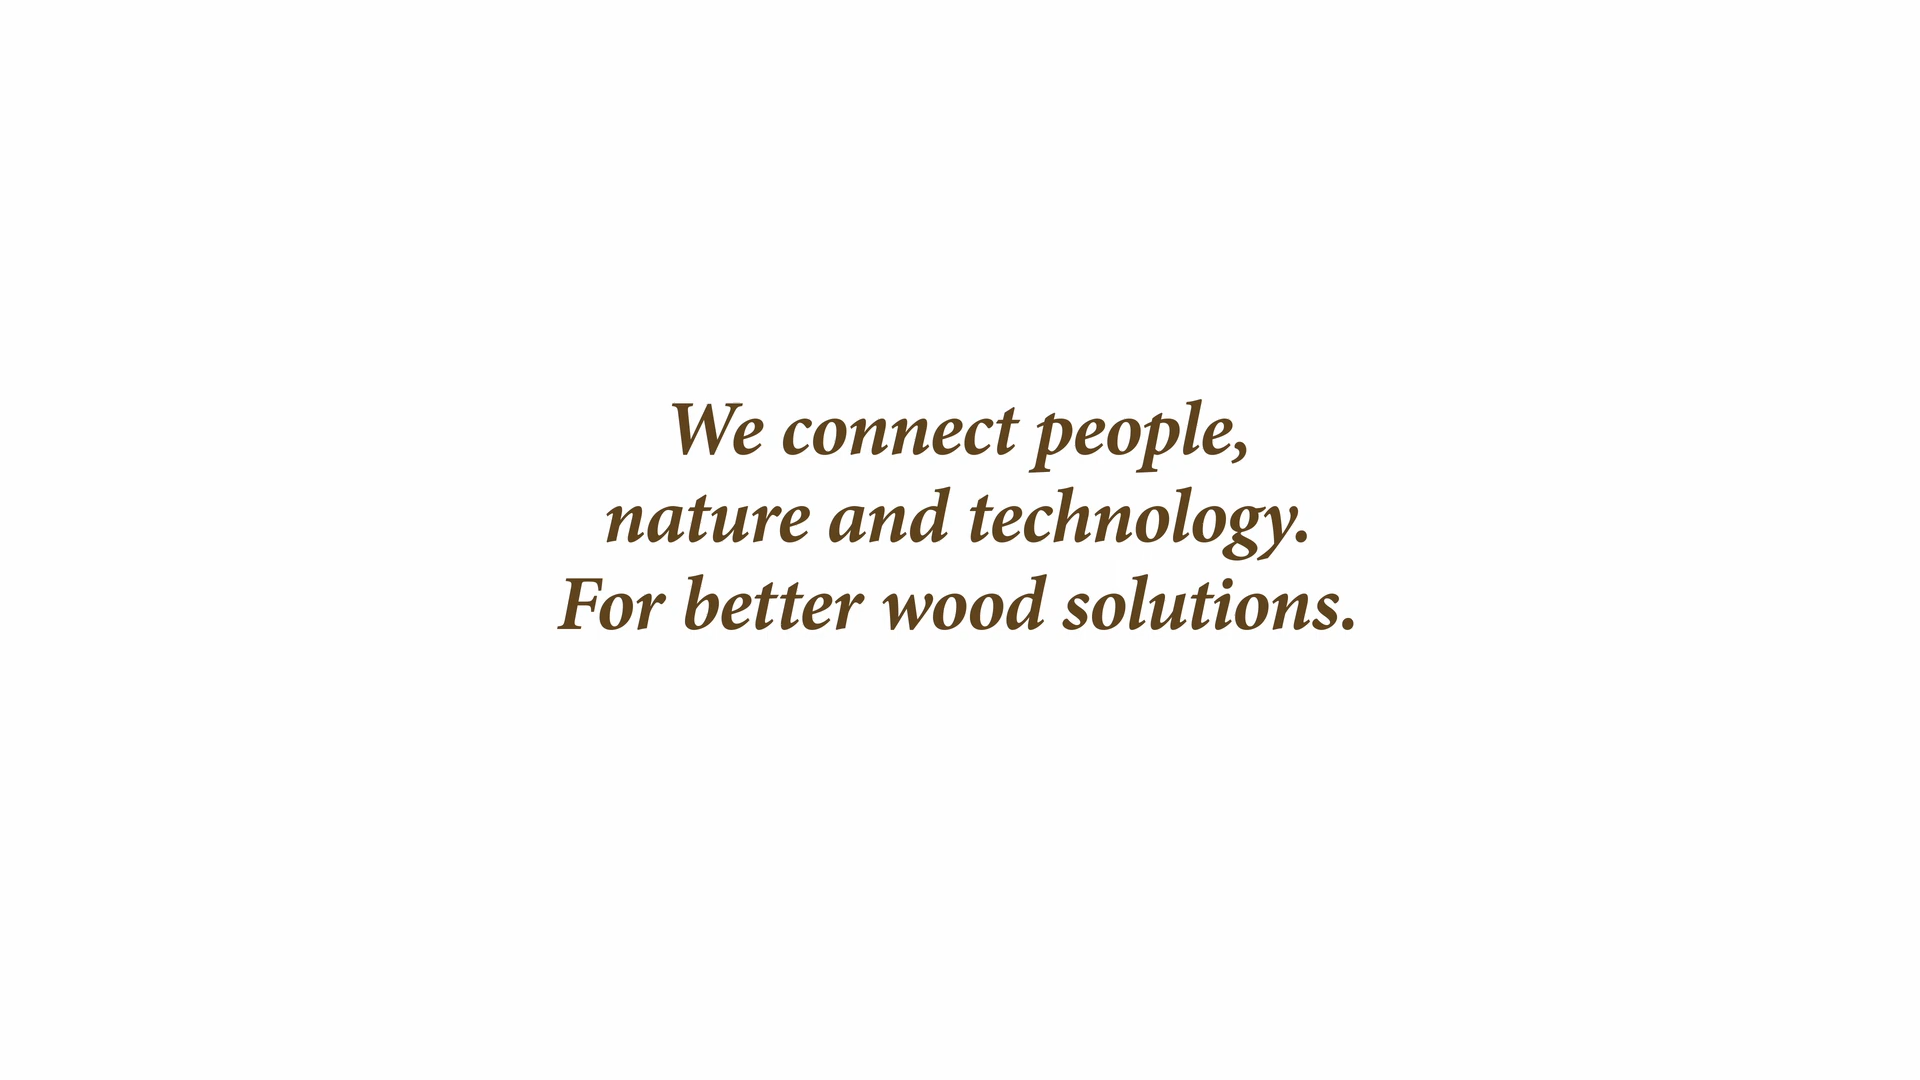 We connect people,
nature and technology.
For better wood solutions.